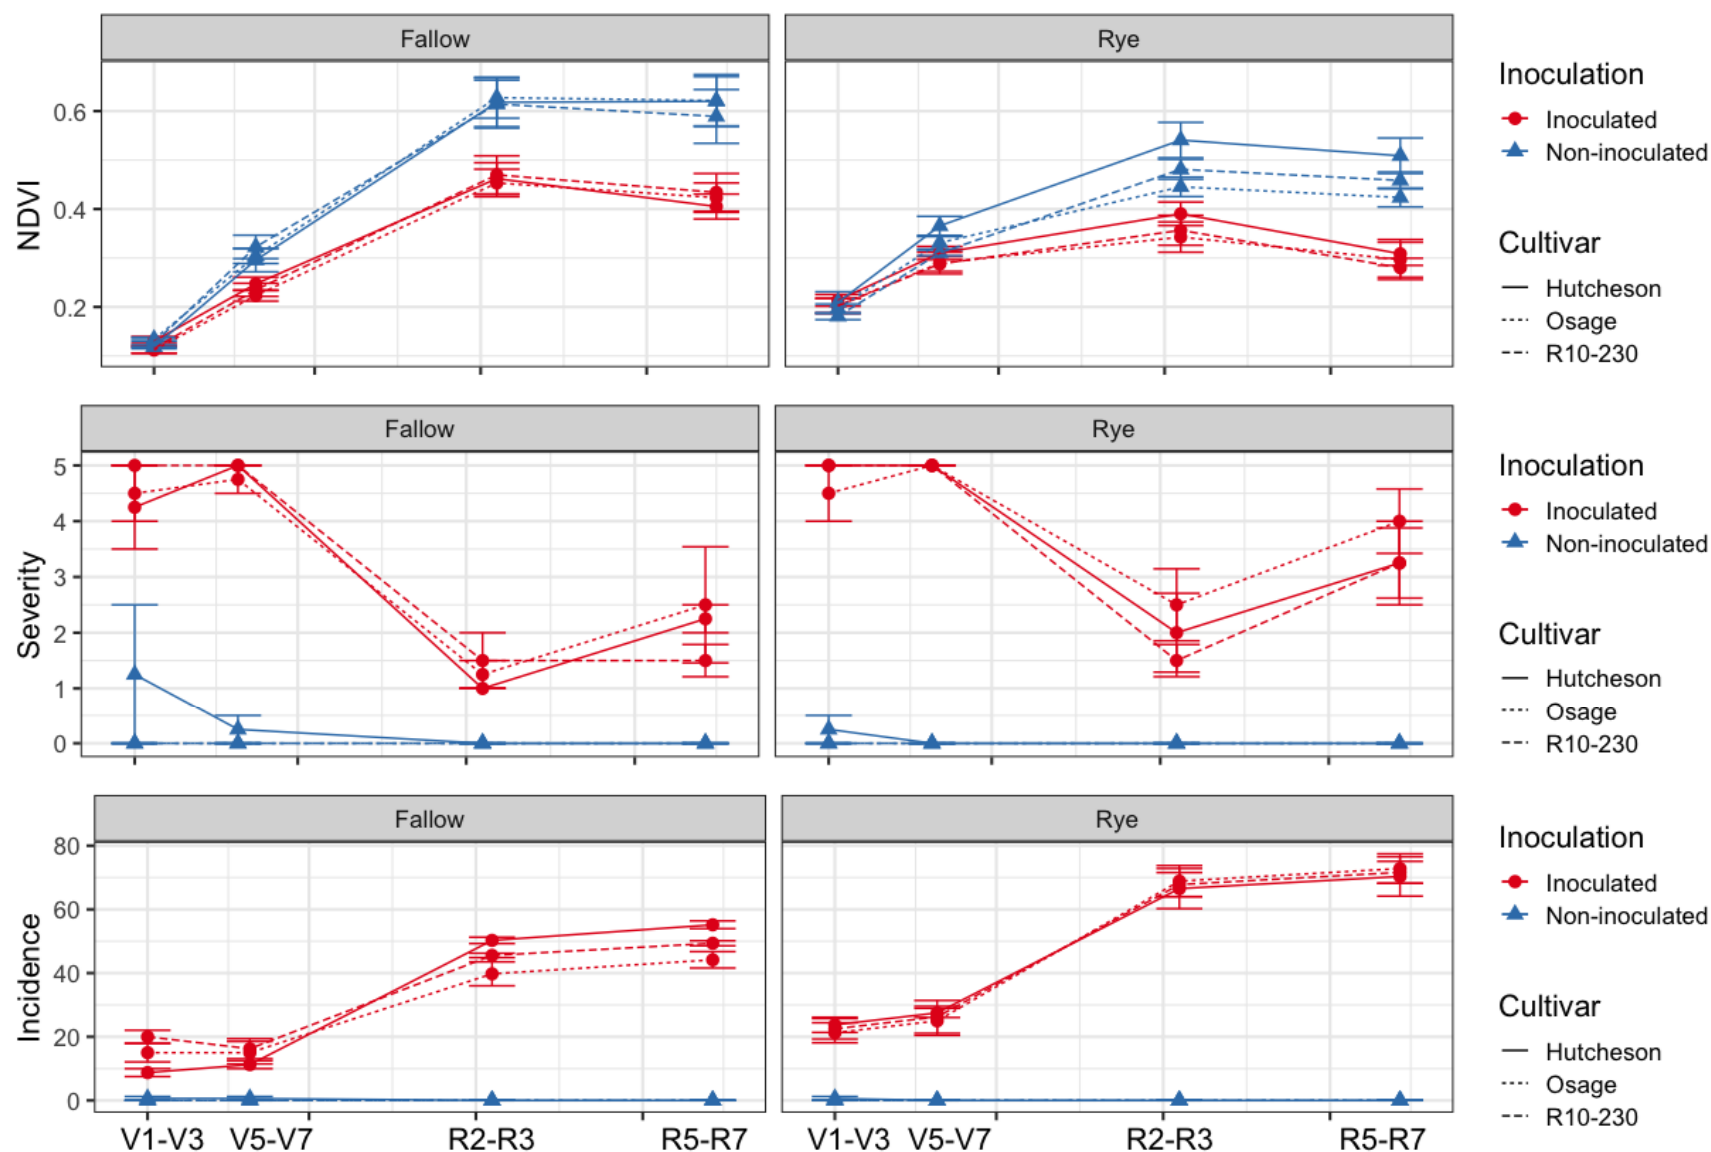 Fallow
Rye
NDVI
0.6
0.4
0.2
Inoculation
Inoculated
Non-inoculated
Cultivar
Hutcheson
Osage
R10-230
Fallow
Rye
Severity
5
4
3
2
1
0
Inoculation
Inoculated
Non-inoculated
Cultivar
Hutcheson
Osage
R10-230
Fallow
Rye
Incidence
80
60
40
20
0
Inoculation
Inoculated
Non-inoculated
Cultivar
Hutcheson
Osage
R10-230
V1-V3 V5-V7 R2-R3 R5-R7 V1-V3 V5-V7 R2-R3 R5-R7